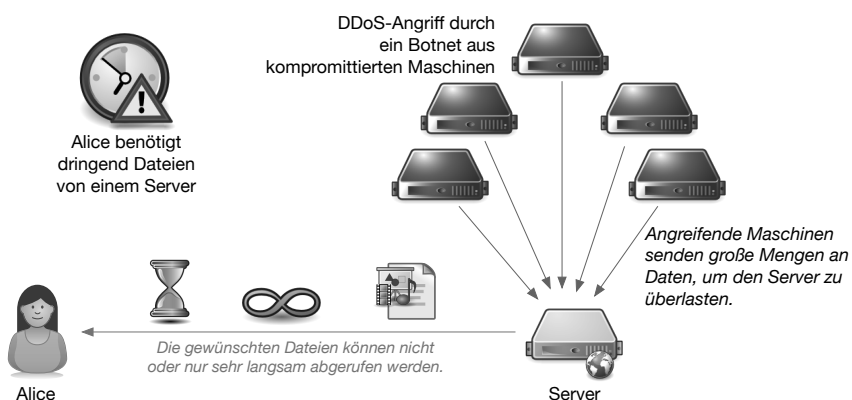 DDoS-Angriff durch
ein Botnet aus
kompromittierten Maschinen
Alice benötigt
dringend Dateien
von einem Server
Angreifende Maschinen
senden große Mengen an
Daten, um den Server zu
überlasten.
Die gewünschten Dateien können nicht
oder nur sehr langsam abgerufen werden.
Alice
Server